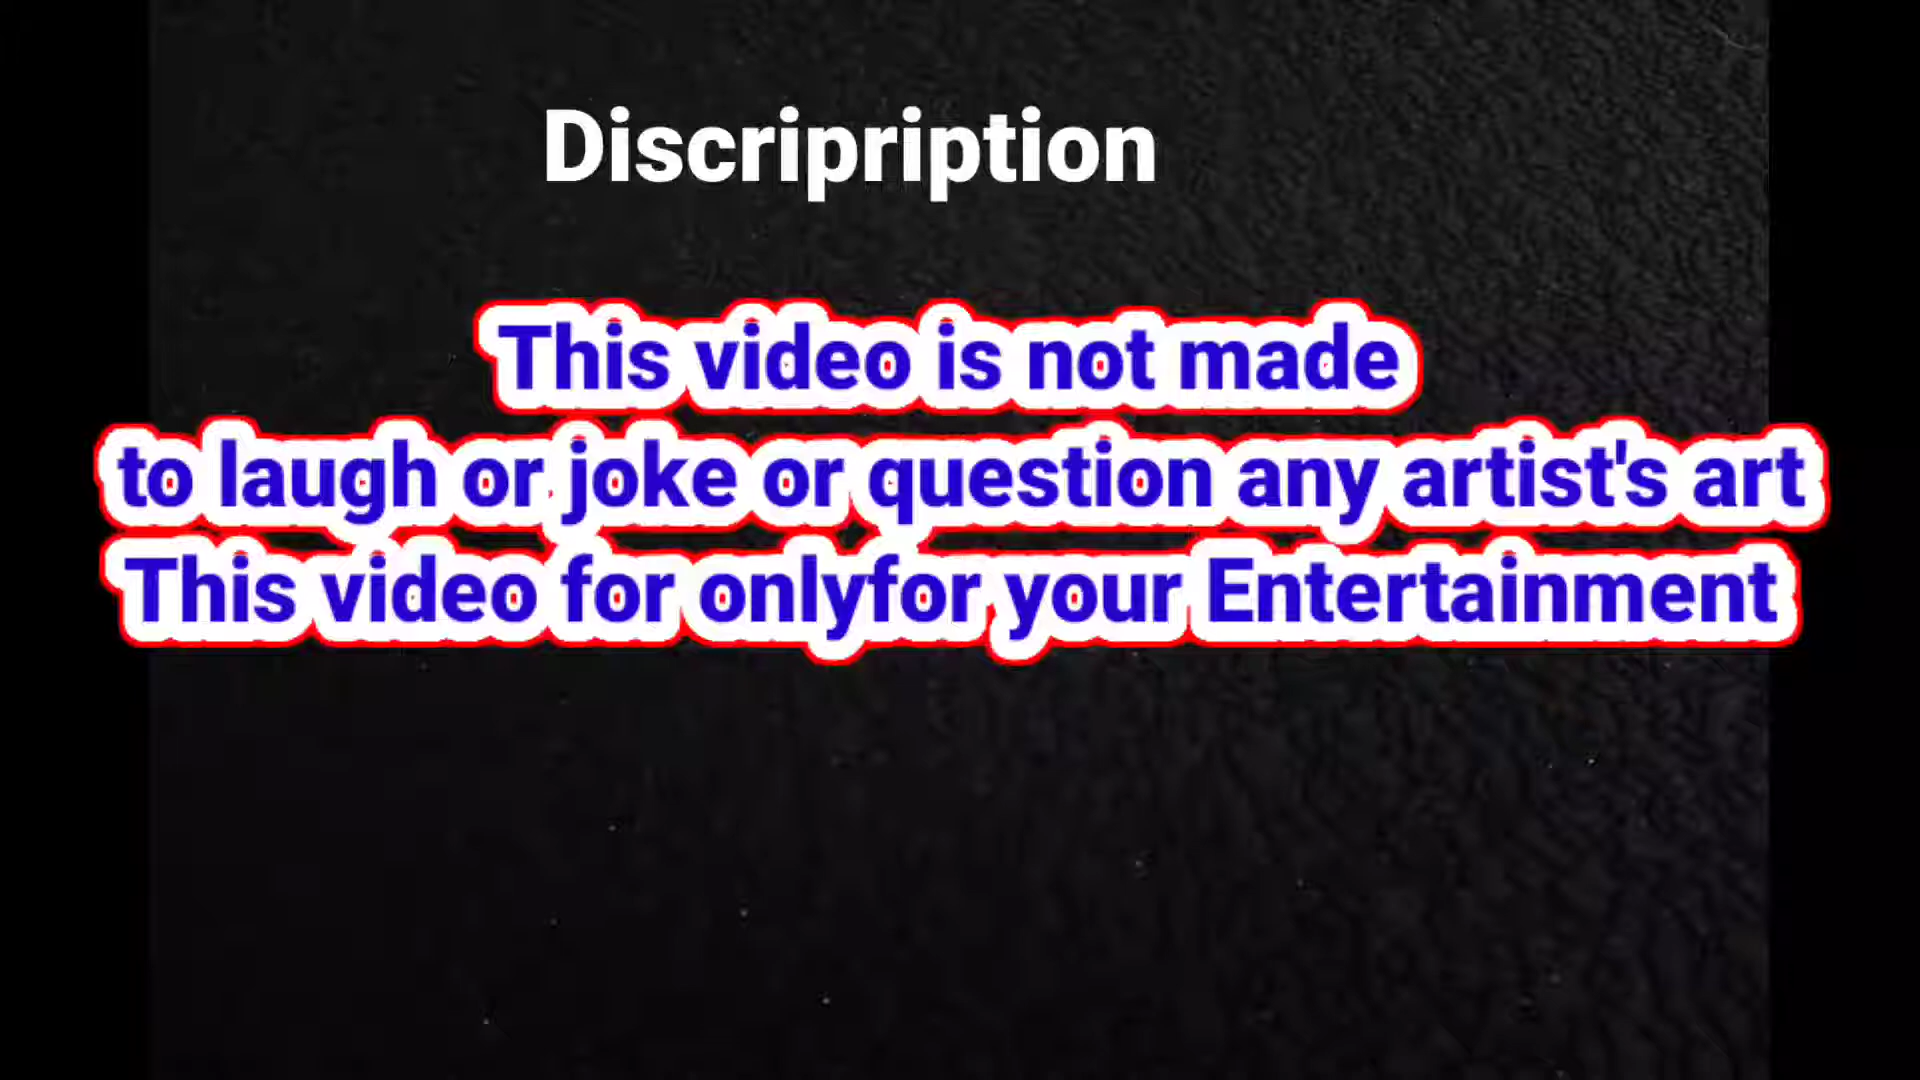 Discripription
This video is not made
to laugh or joke or question any artist's art
This video for onlyfor your Entertainment